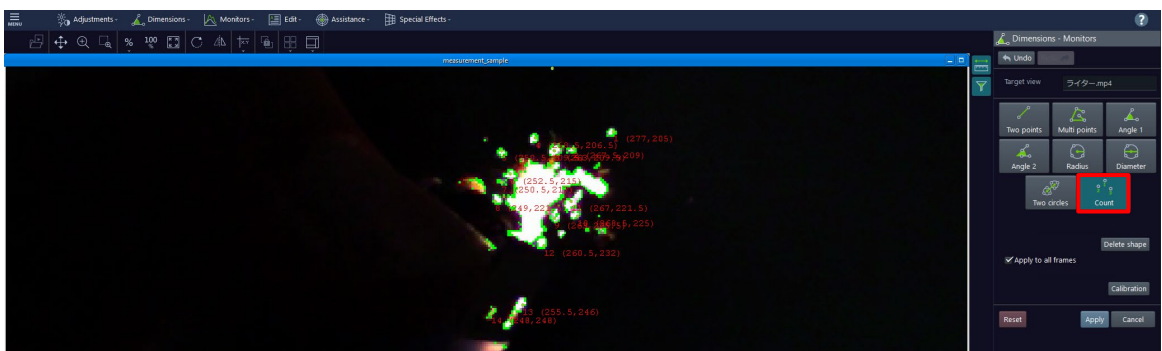 MENU Adjustments - Dimensions - Monitors - Edit - Assistance - Special Effects - ?
% 100 %
measurement_sample
(277,205)
(252.5,215)
(267,221.5)
12 (260.5,232)
13 (255.5,246)
14 (248,248)
Dimensions - Monitors
Undo
Target view ライター.mp4
Two points Multi points Angle 1
Angle 2 Radius Diameter
Two circles Count
Delete shape
Apply to all frames
Calibration
Reset Apply Cancel